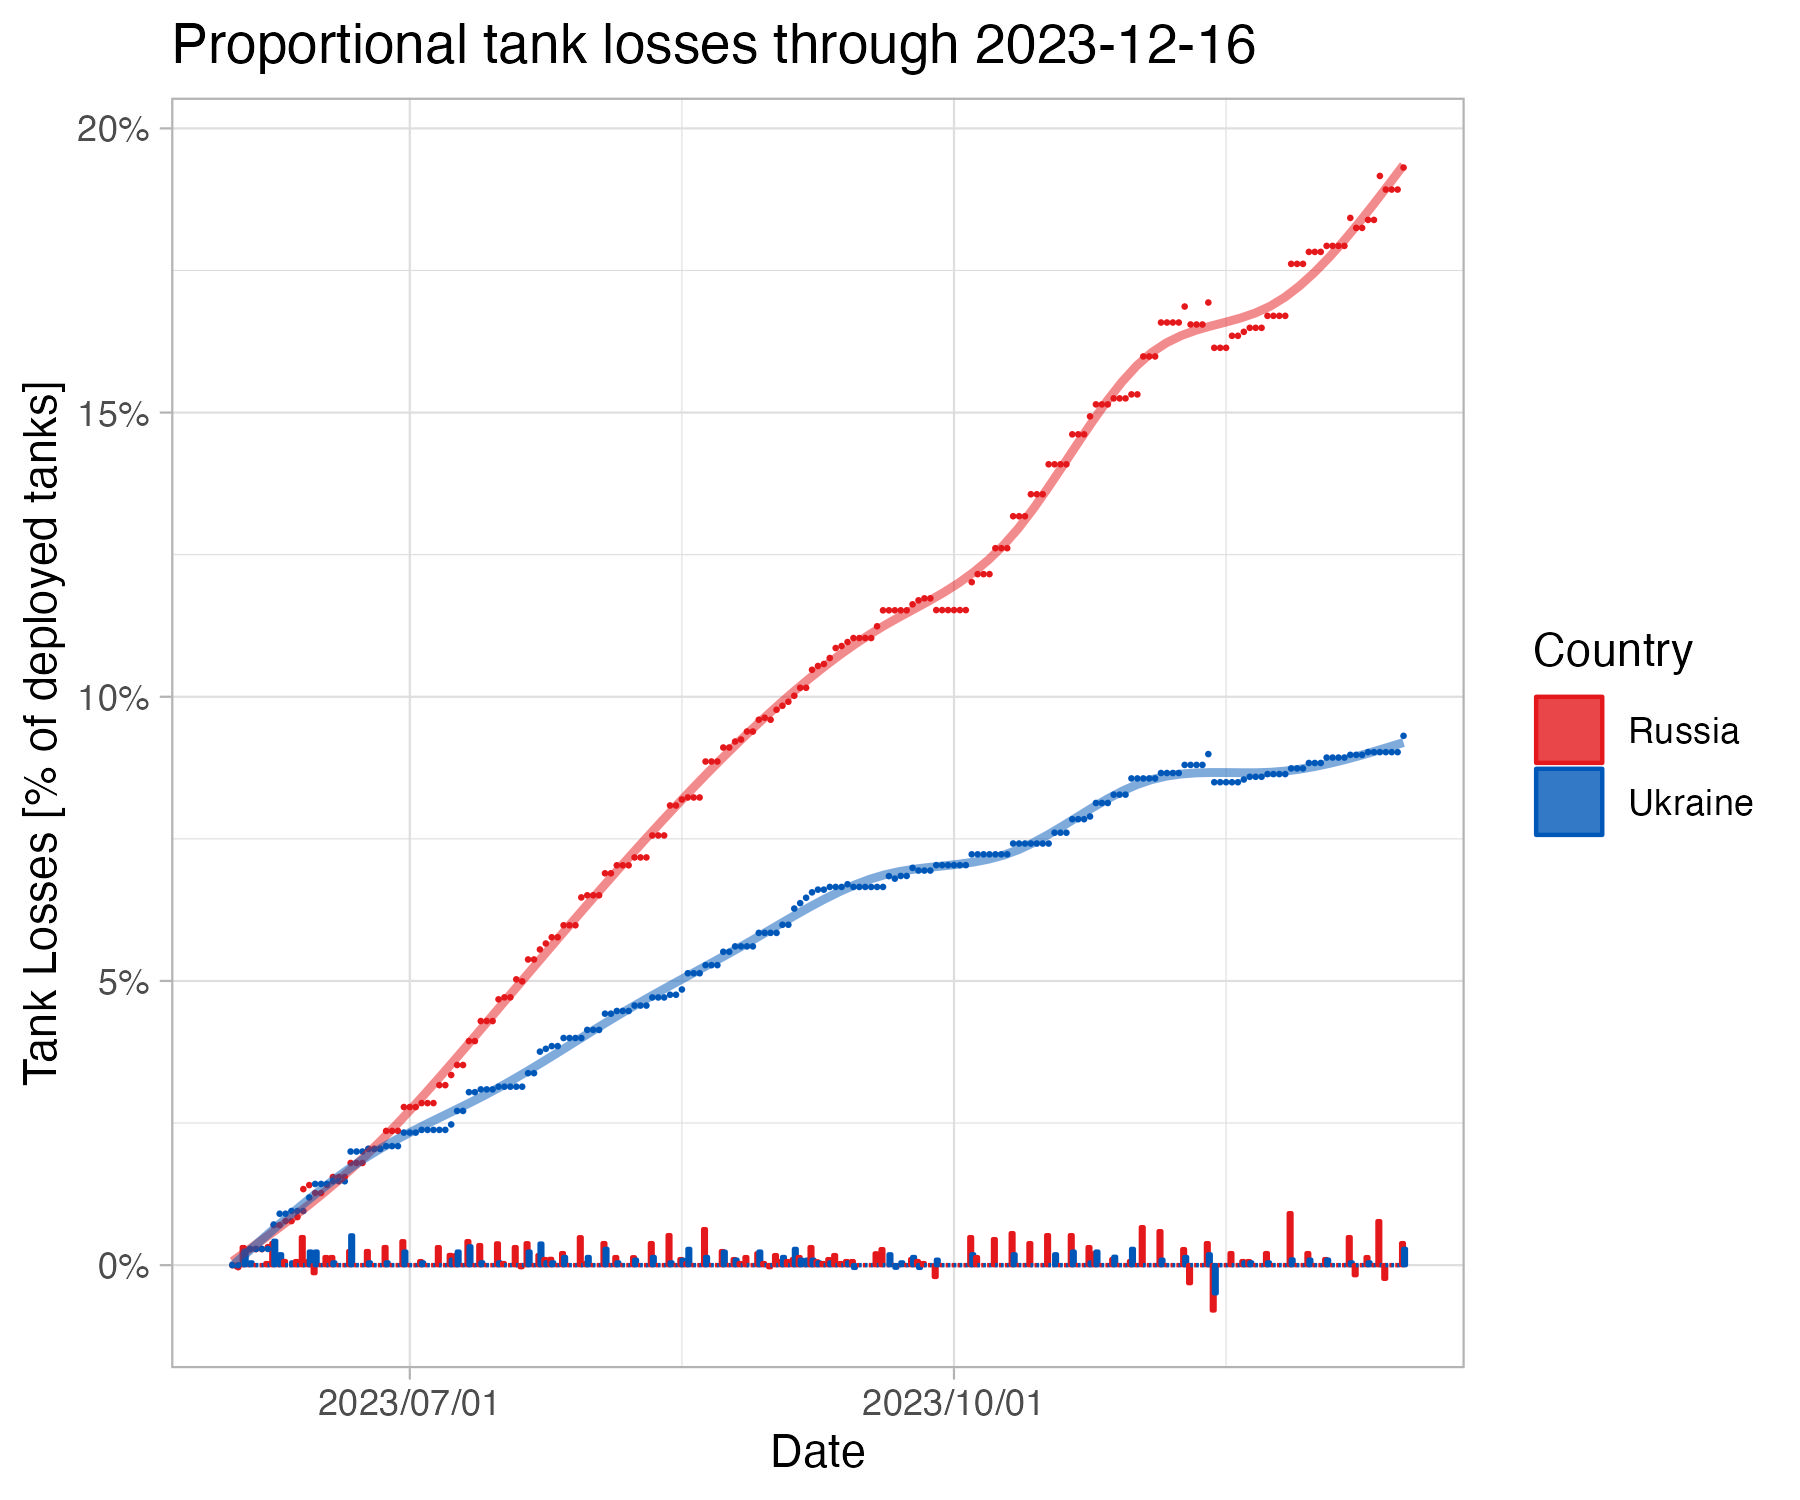 Proportional tank losses through 2023-12-16
Tank Losses [% of deployed tanks]
20%
15%
10%
5%
0%
2023/07/01
2023/10/01
Date
Country
Russia
Ukraine